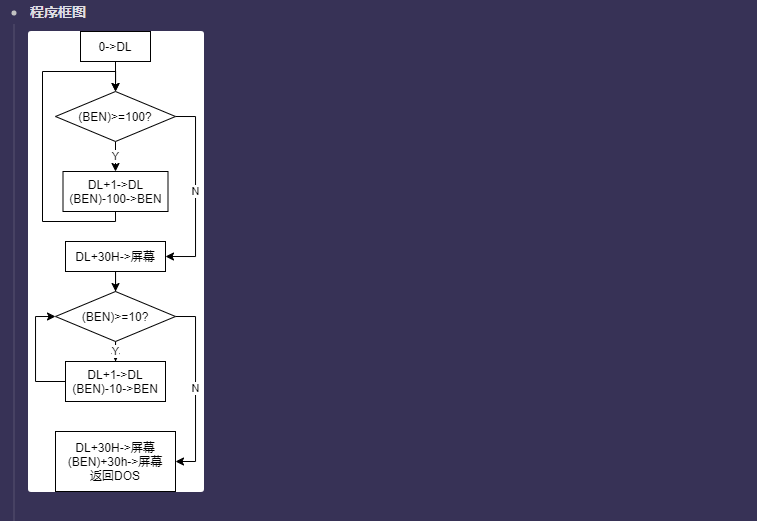 程序框图
0->DL
(BEN)>=100?
Y
DL+1->DL
(BEN)-100->BEN
N
DL+30H->屏幕
(BEN)>=10?
Y
DL+1->DL
(BEN)-10->BEN
N
DL+30H->屏幕
(BEN)+30h->屏幕
返回DOS